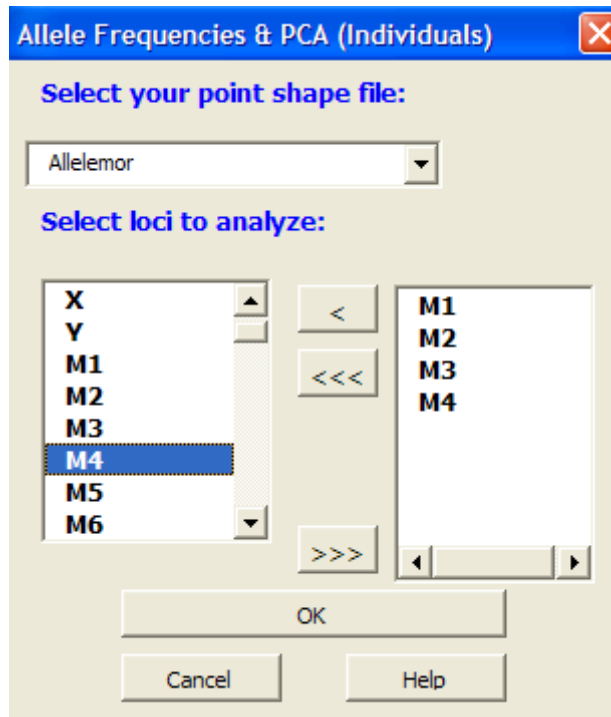 Allele Frequencies & PCA (Individuals)
Select your point shape file:
Allelemor
Select loci to analyze:
X
Y
M1
M2
M3
M4
M5
M6
<
<<<
>>>
M1
M2
M3
M4
OK
Cancel
Help